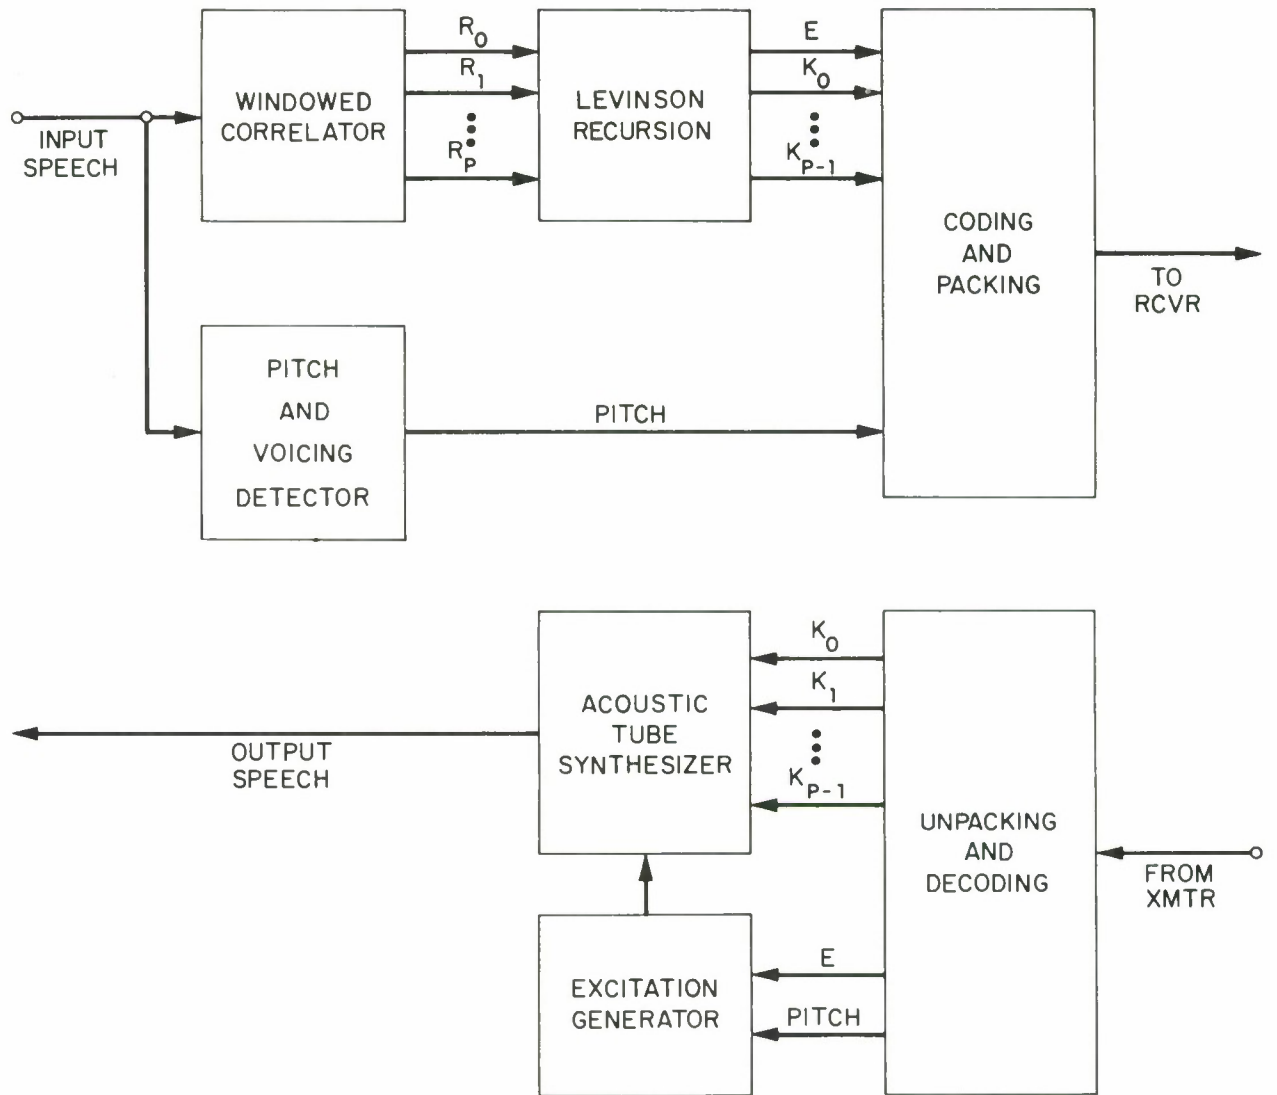 INPUT
SPEECH
WINDOWED
CORRELATOR
R0
R1
RP
LEVINSON
RECURSION
E
K0
KP-1
CODING
AND
PACKING
TO
RCVR
PITCH
AND
VOICING
DETECTOR
PITCH
OUTPUT
SPEECH
ACOUSTIC
TUBE
SYNTHESIZER
K0
K1
KP-1
UNPACKING
AND
DECODING
FROM
XMTR
EXCITATION
GENERATOR
E
PITCH